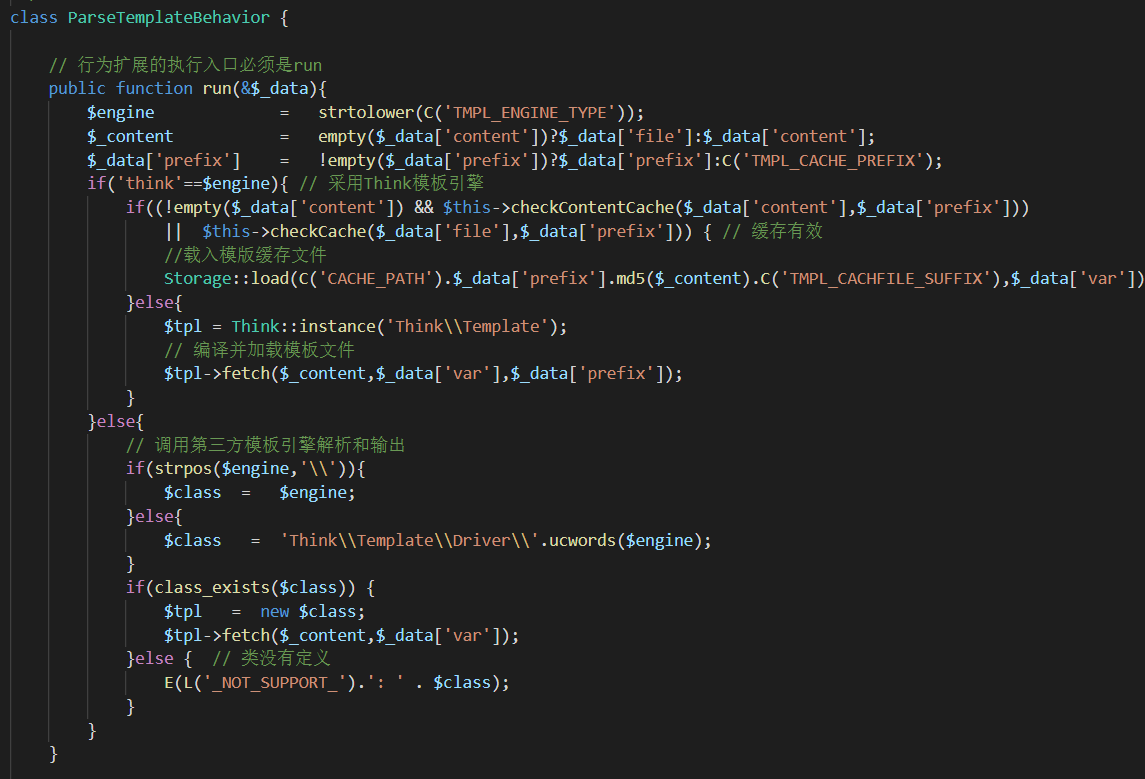 class ParseTemplateBehavior {
// 行为扩展的执行入口必须是run
public function run(&$_data){
$engine = strtolower(C('TMPL_ENGINE_TYPE'));
$_content = empty($_data['content'])?$_data['file']:$_data['content'];
$_data['prefix'] = !empty($_data['prefix'])?$_data['prefix']:C('TMPL_CACHE_PREFIX');
if('think'==$engine){ // 采用Think模板引擎
if((!empty($_data['content']) && $this->checkContentCache($_data['content'],$_data['prefix']))
|| $this->checkCache($_data['file'],$_data['prefix'])) { // 缓存有效
//载入模版缓存文件
Storage::load(C('CACHE_PATH').$_data['prefix'].md5($_content).C('TMPL_CACHFILE_SUFFIX'),$_data['var'])
}else{
$tpl = Think::instance('Think\\Template');
// 编译并加载模板文件
$tpl->fetch($_content,$_data['var'],$_data['prefix']);
}
}else{
// 调用第三方模板引擎解析和输出
if(strpos($engine,'\\')){
$class = $engine;
}else{
$class = 'Think\\Template\\Driver\\'.ucwords($engine);
}
if(class_exists($class)) {
$tpl = new $class;
$tpl->fetch($_content,$_data['var']);
}else { // 类没有定义
E(L('_NOT_SUPPORT_').': ' . $class);
}
}
}